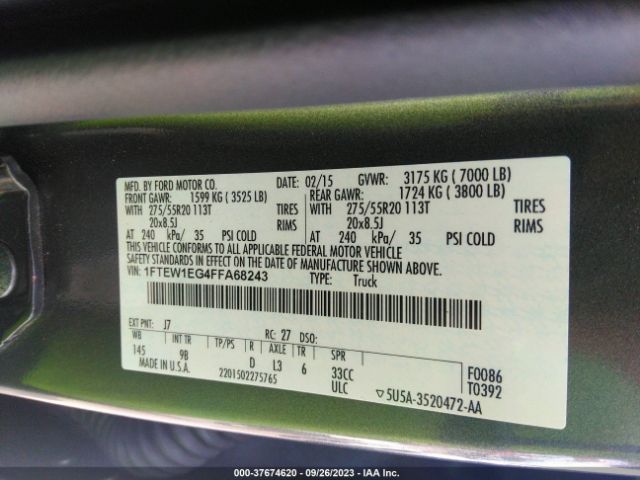 MFD. BY FORD MOTOR CO. DATE: 02/15 GVWR: 3175 KG ( 7000 LB)
FRONT GAWR: 1599 KG ( 3525 LB) REAR GAWR: 1724 KG ( 3800 LB)
WITH 275/55R20 113T TIRES WITH 275/55R20 113T TIRES
20x8.5J RIMS 20x8.5J RIMS
AT 240 kPa/ 35 PSI COLD AT 240 kPa/ 35 PSI COLD
THIS VEHICLE CONFORMS TO ALL APPLICABLE FEDERAL MOTOR VEHICLE
SAFETY STANDARDS IN EFFECT ON THE DATE OF MANUFACTURE SHOWN ABOVE.
VIN: 1FTEW1EG4FFA68243 TYPE: Truck
EXT PNT: J7 RC: 27 DSO:
WB INT TR TP/PS R AXLE TR SPR F0086
145 9B D L3 6 33CC T0392
MADE IN U.S.A. 2201502275765 ULC ▽5U5A-3520472-AA
000-37674620 - 09/26/2023 - IAA Inc.